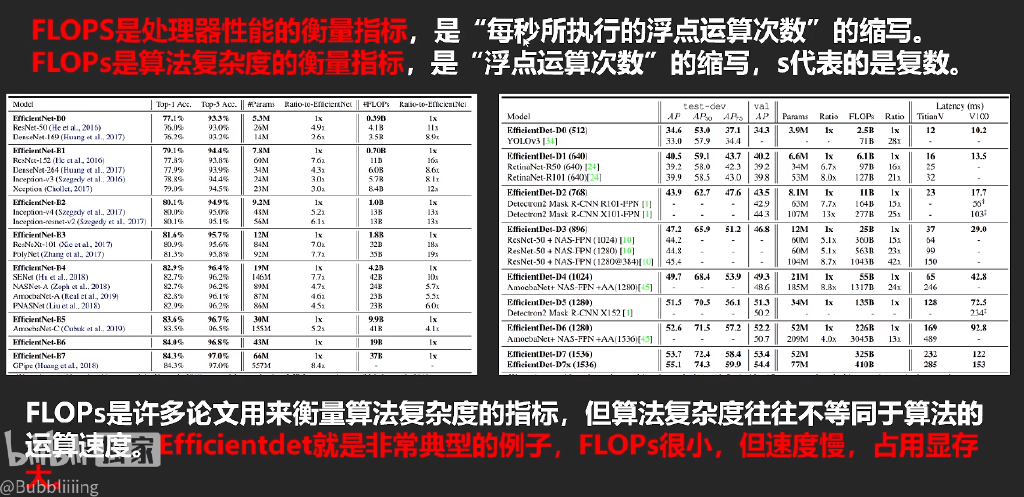 FLOPS是处理器性能的衡量指标，是“每秒所执行的浮点运算次数”的缩写。
FLOPs是算法复杂度的衡量指标，是“浮点运算次数”的缩写，s代表的是复数。
Model Top-1 Acc. Top-5 Acc. #Params Ratio-to-EfficientNet #FLOPs Ratio-to-EfficientNet
EfficientNet-B0 77.1% 93.3% 5.3M 1x 0.39B 1x
ResNet-50 (He et al., 2016) 76.0% 93.0% 26M 4.9x 4.1B 11x
DenseNet-169 (Huang et al., 2017) 76.2% 93.2% 14M 2.6x 3.5B 8.9x
EfficientNet-B1 79.1% 94.4% 7.8M 1x 0.70B 1x
ResNet-152 (He et al., 2016) 77.8% 93.8% 60M 7.6x 11B 16x
DenseNet-264 (Huang et al., 2017) 77.9% 93.9% 34M 4.3x 6.0B 8.6x
Inception-v3 (Szegedy et al., 2016) 78.8% 94.4% 24M 3.0x 5.7B 8.1x
Xception (Chollet, 2017) 79.0% 94.5% 23M 3.0x 8.4B 12x
EfficientNet-B2 80.1% 94.9% 9.2M 1x 1.0B 1x
Inception-v4 (Szegedy et al., 2017) 80.0% 95.0% 48M 5.2x 13B 13x
Inception-resnet-v2 (Szegedy et al., 2017) 80.1% 95.1% 56M 6.1x 13B 13x
EfficientNet-B3 81.6% 95.7% 12M 1x 1.8B 1x
ResNeXt-101 (Xie et al., 2017) 80.9% 95.6% 84M 7.0x 32B 18x
PolyNet (Zhang et al., 2017) 81.3% 95.8% 92M 7.7x 35B 19x
EfficientNet-B4 82.9% 96.4% 19M 1x 4.2B 1x
SENet (Hu et al., 2018) 82.7% 96.2% 146M 7.7x 42B 10x
NASNet-A (Zoph et al., 2018) 82.7% 96.2% 89M 4.7x 24B 5.7x
AmoebaNet-A (Real et al., 2019) 82.8% 96.1% 87M 4.6x 23B 5.5x
PNASNet (Liu et al., 2018) 82.9% 96.2% 86M 4.5x 23B 6.0x
EfficientNet-B5 83.6% 96.7% 30M 1x 9.9B 1x
AmoebaNet-C (Cubuk et al., 2019) 83.5% 96.5% 155M 5.2x 41B 4.1x
EfficientNet-B6 84.0% 96.8% 43M 1x 19B 1x
EfficientNet-B7 84.3% 97.0% 66M 1x 37B 1x
GPipe (Huang et al., 2018) 84.3% 97.0% 557M 8.4x - -
test-dev val Latency (ms)
Model AP AP50 AP75 AP Params Ratio FLOPs Ratio TitanV V100
EfficientDet-D0 (512) 34.6 53.0 37.1 34.3 3.9M 1x 2.5B 1x 12 10.2
YOLOv3 [34] 33.0 57.9 34.4 - - - 71B 28x - -
EfficientDet-D1 (640) 40.5 59.1 43.7 40.2 6.6M 1x 6.1B 1x 16 13.5
RetinaNet-R50 (640) [24] 39.2 58.0 42.3 39.2 34M 6.7x 97B 16x 25 -
RetinaNet-R101 (640)[24] 39.9 58.5 43.0 39.8 53M 8.0x 127B 21x 32 -
EfficientDet-D2 (768) 43.9 62.7 47.6 43.5 8.1M 1x 11B 1x 23 17.7
Detectron2 Mask R-CNN R101-FPN [1] - - - 42.9 63M 7.7x 164B 15x - 56‡
Detectron2 Mask R-CNN X101-FPN [1] - - - 44.3 107M 13x 277B 25x - 103‡
EfficientDet-D3 (896) 47.2 65.9 51.2 46.8 12M 1x 25B 1x 37 29.0
ResNet-50 + NAS-FPN (1024) [10] 44.2 - - - 60M 5.1x 360B 15x 64 -
ResNet-50 + NAS-FPN (1280) [10] 44.8 - - - 60M 5.1x 563B 23x 99 -
ResNet-50 + NAS-FPN (1280@384)[10] 45.4 - - - 104M 8.7x 1043B 42x 150 -
EfficientDet-D4 (1024) 49.7 68.4 53.9 49.3 21M 1x 55B 1x 65 42.8
AmoebaNet+ NAS-FPN +AA(1280)[45] - - - 48.6 185M 8.8x 1317B 24x 246 -
EfficientDet-D5 (1280) 51.5 70.5 56.1 51.3 34M 1x 135B 1x 128 72.5
Detectron2 Mask R-CNN X152 [1] - - - 50.2 - - - - - 234‡
EfficientDet-D6 (1280) 52.6 71.5 57.2 52.2 52M 1x 226B 1x 169 92.8
AmoebaNet+ NAS-FPN +AA(1536)[45] - - - 50.7 209M 4.0x 3045B 13x 489 -
EfficientDet-D7 (1536) 53.7 72.4 58.4 53.4 52M 325B 232 122
EfficientDet-D7x (1536) 55.1 74.3 59.9 54.4 77M 410B 285 153
FLOPs是许多论文用来衡量算法复杂度的指标，但算法复杂度往往不等同于算法的
运算速度。Efficientdet就是非常典型的例子，FLOPs很小，但速度慢，占用显存
大。
@Bubbliiiing